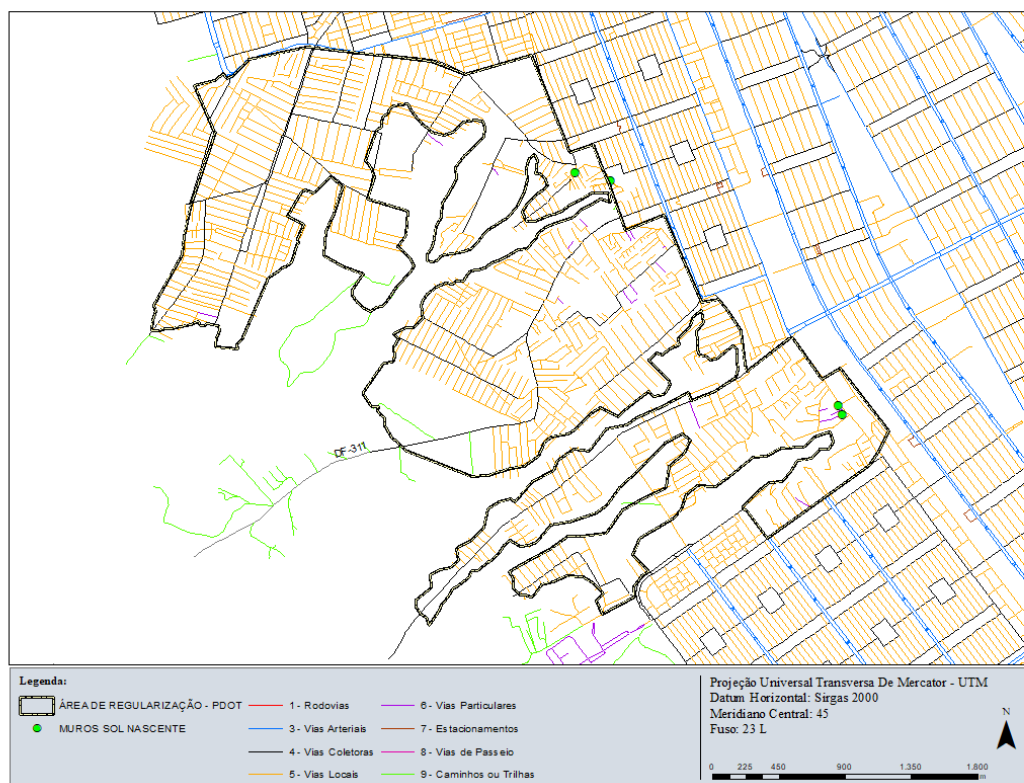 DF-311
Legenda:
ÁREA DE REGULARIZAÇÃO - PDOT
MUROS SOL NASCENTE
1 - Rodovias
3 - Vias Arteriais
4 - Vias Coletoras
5 - Vias Locais
6 - Vias Particulares
7 - Estacionamentos
8 - Vias de Passeio
9 - Caminhos ou Trilhas
Projeção Universal Transversa De Mercator - UTM
Datum Horizontal: Sirgas 2000
Meridiano Central: 45
Fuso: 23 L
N
0 225 450 900 1.350 1.800
m